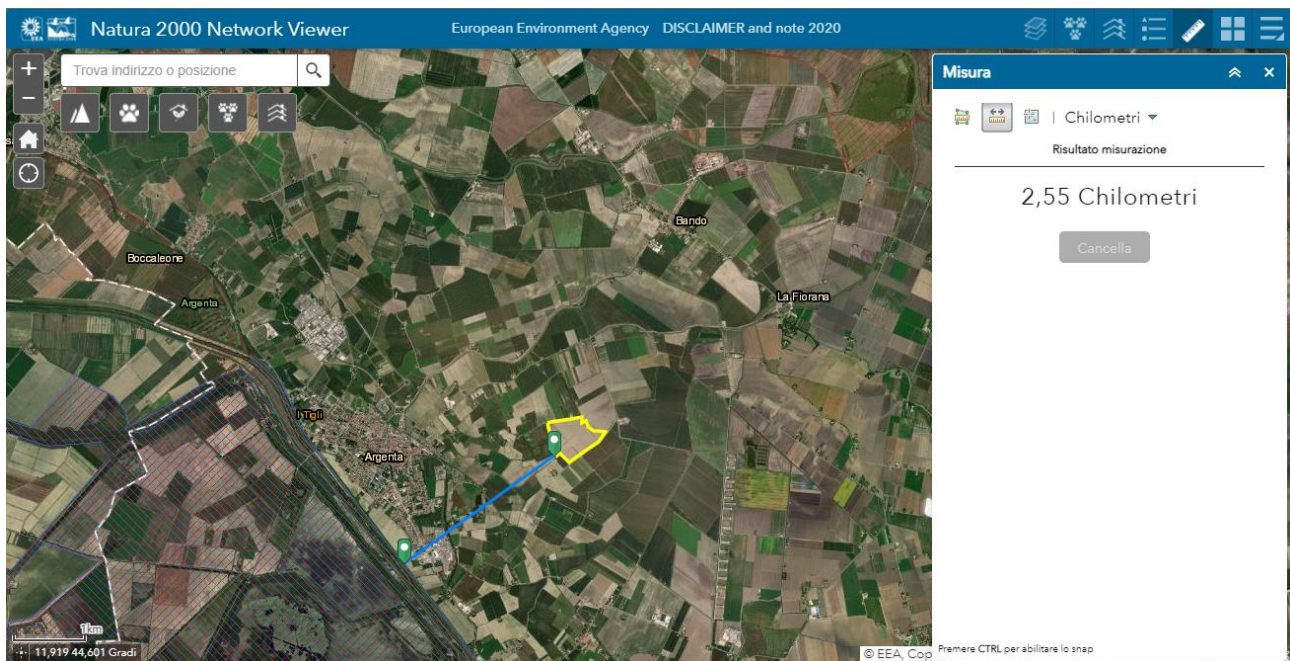 Natura 2000 Network Viewer
European Environment Agency DISCLAIMER and note 2020
EEA
Trova indirizzo o posizione
Misura
| Chilometri
Risultato misurazione
2,55 Chilometri
Cancella
Bando
Boccaleone
La Fiorana
Argenta
I Tigli
Argenta
1km
11,919 44,601 Gradi
© EEA, Cop
Premere CTRL per abilitare lo snap